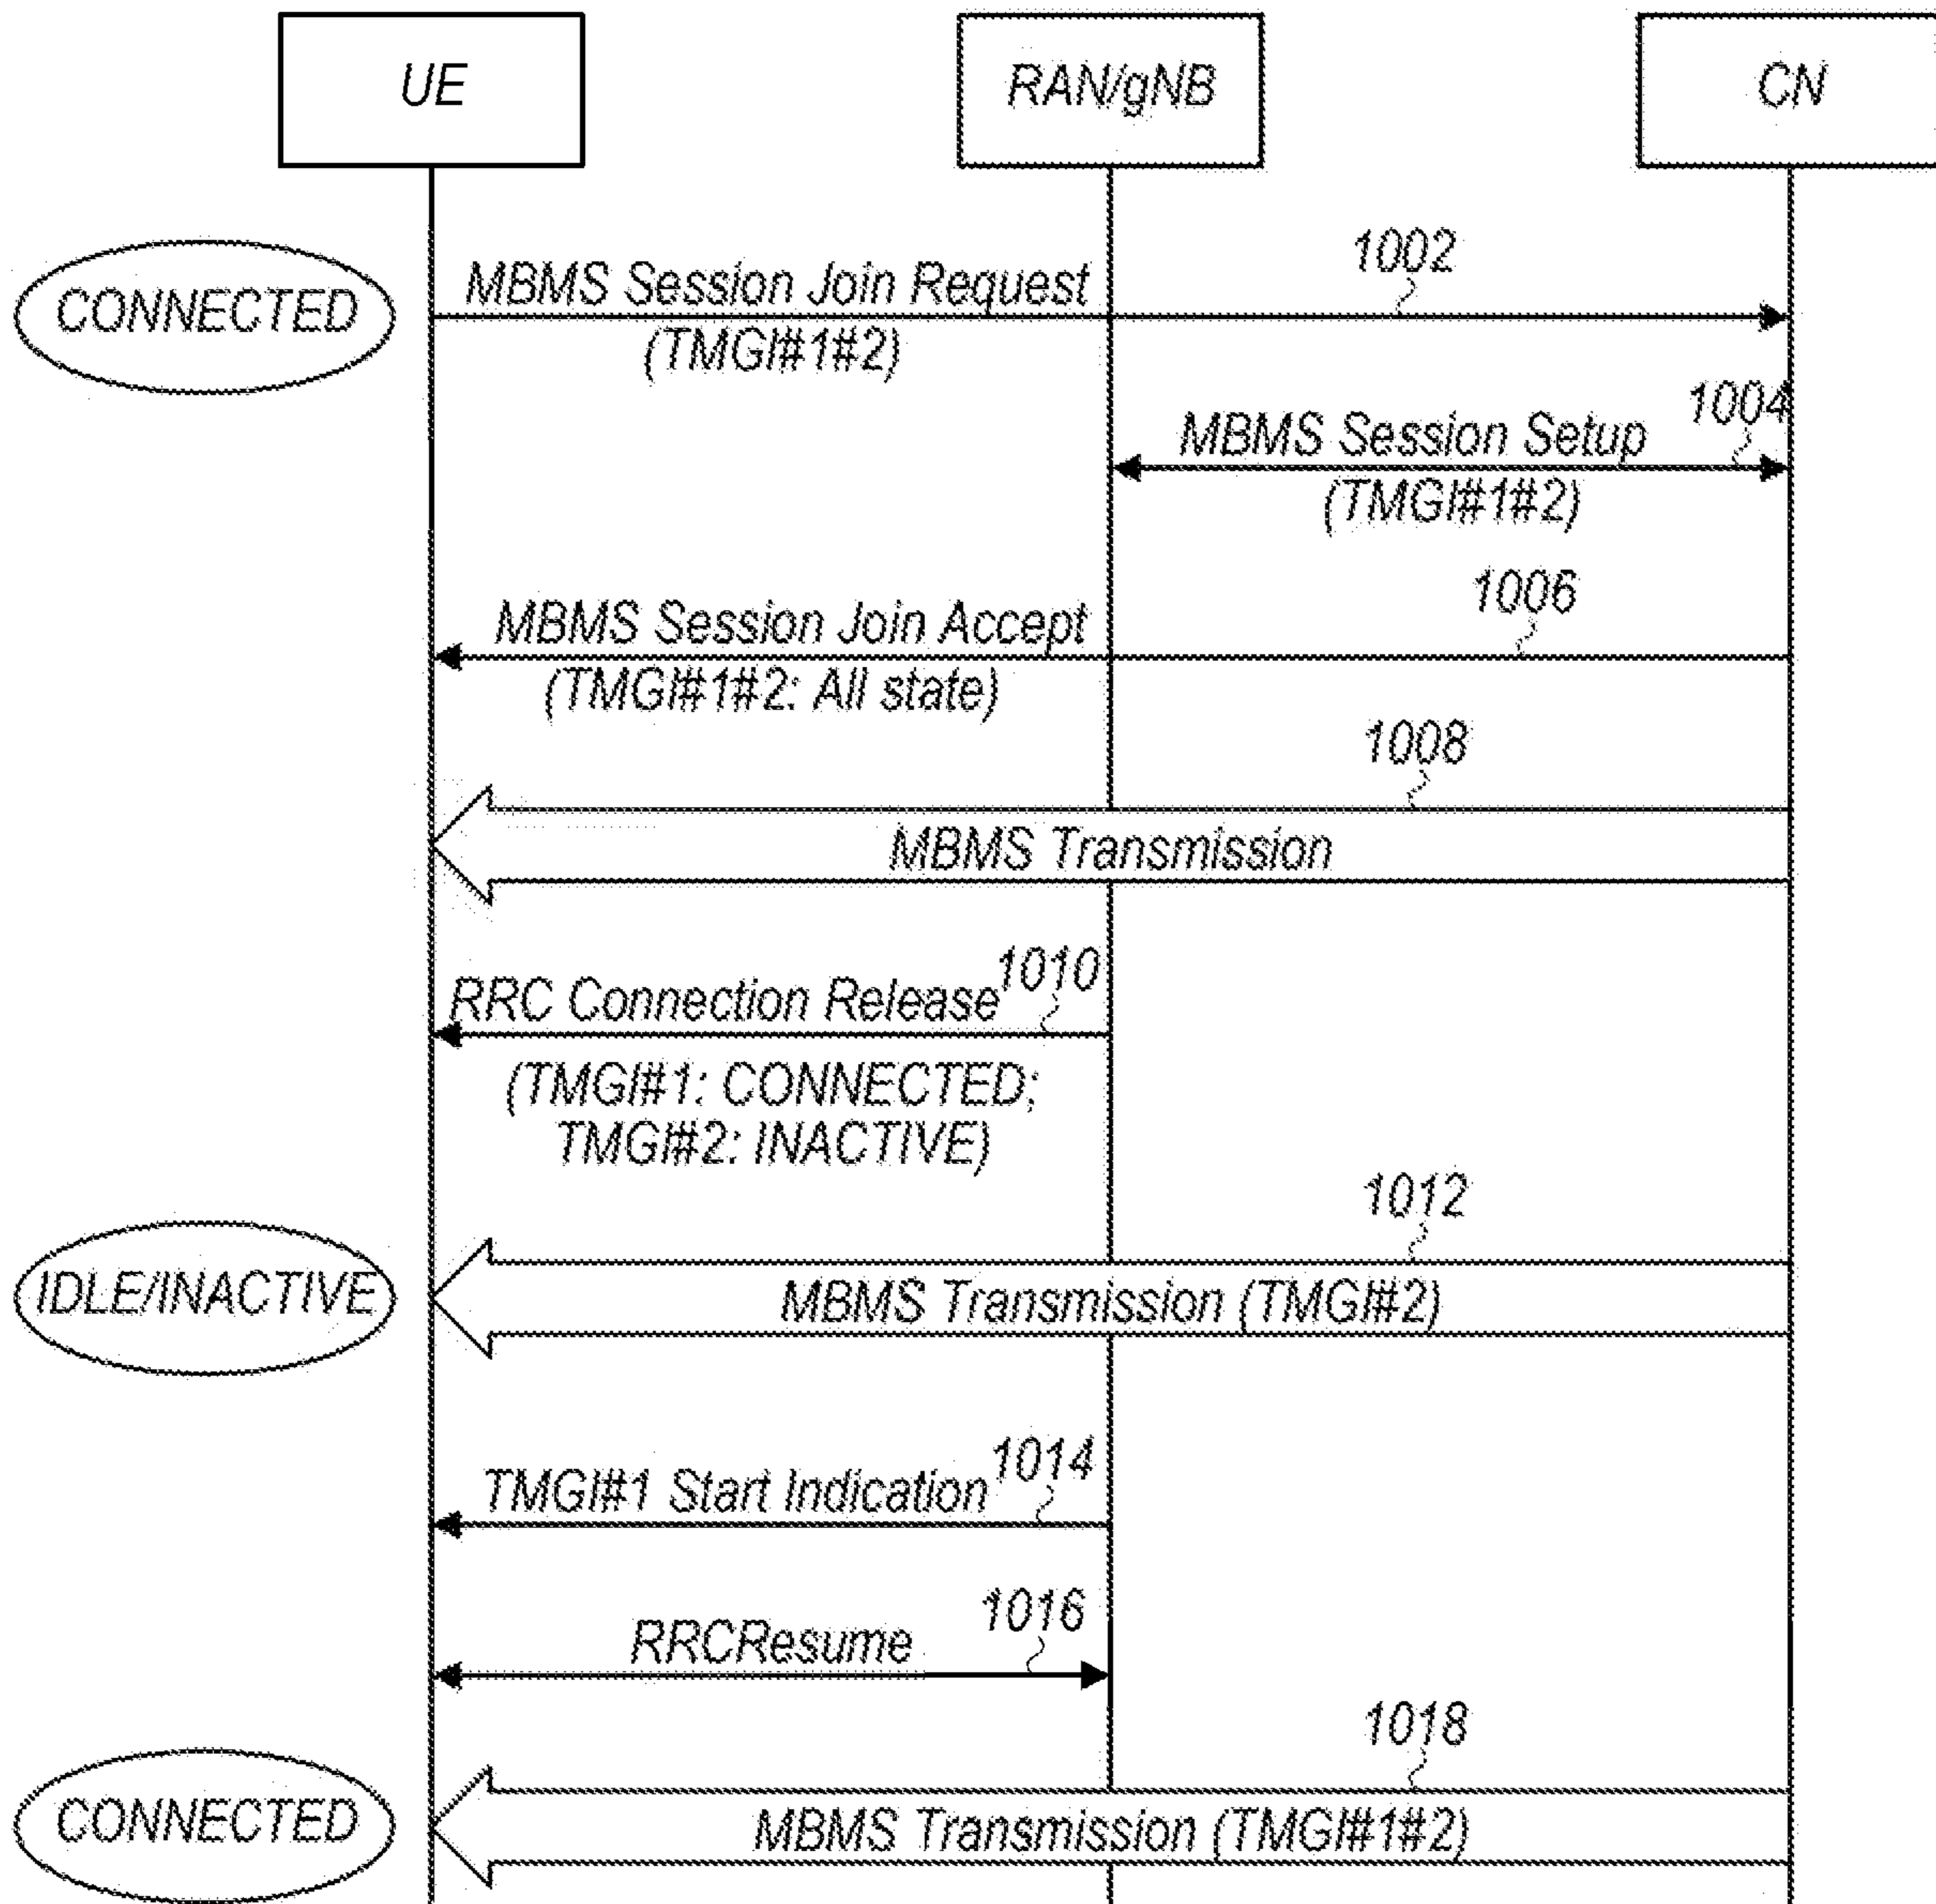 UE
RAN/gNB
CN
CONNECTED
MBMS Session Join Request
(TMGI#1#2)
1002
1004
MBMS Session Setup
(TMGI#1#2)
1006
MBMS Session Join Accept
(TMGI#1#2: All state)
1008
MBMS Transmission
1010
RRC Connection Release
(TMGI#1: CONNECTED;
TMGI#2: INACTIVE)
1012
IDLE/INACTIVE
MBMS Transmission (TMGI#2)
1014
TMGI#1 Start Indication
1016
RRCResume
1018
CONNECTED
MBMS Transmission (TMGI#1#2)